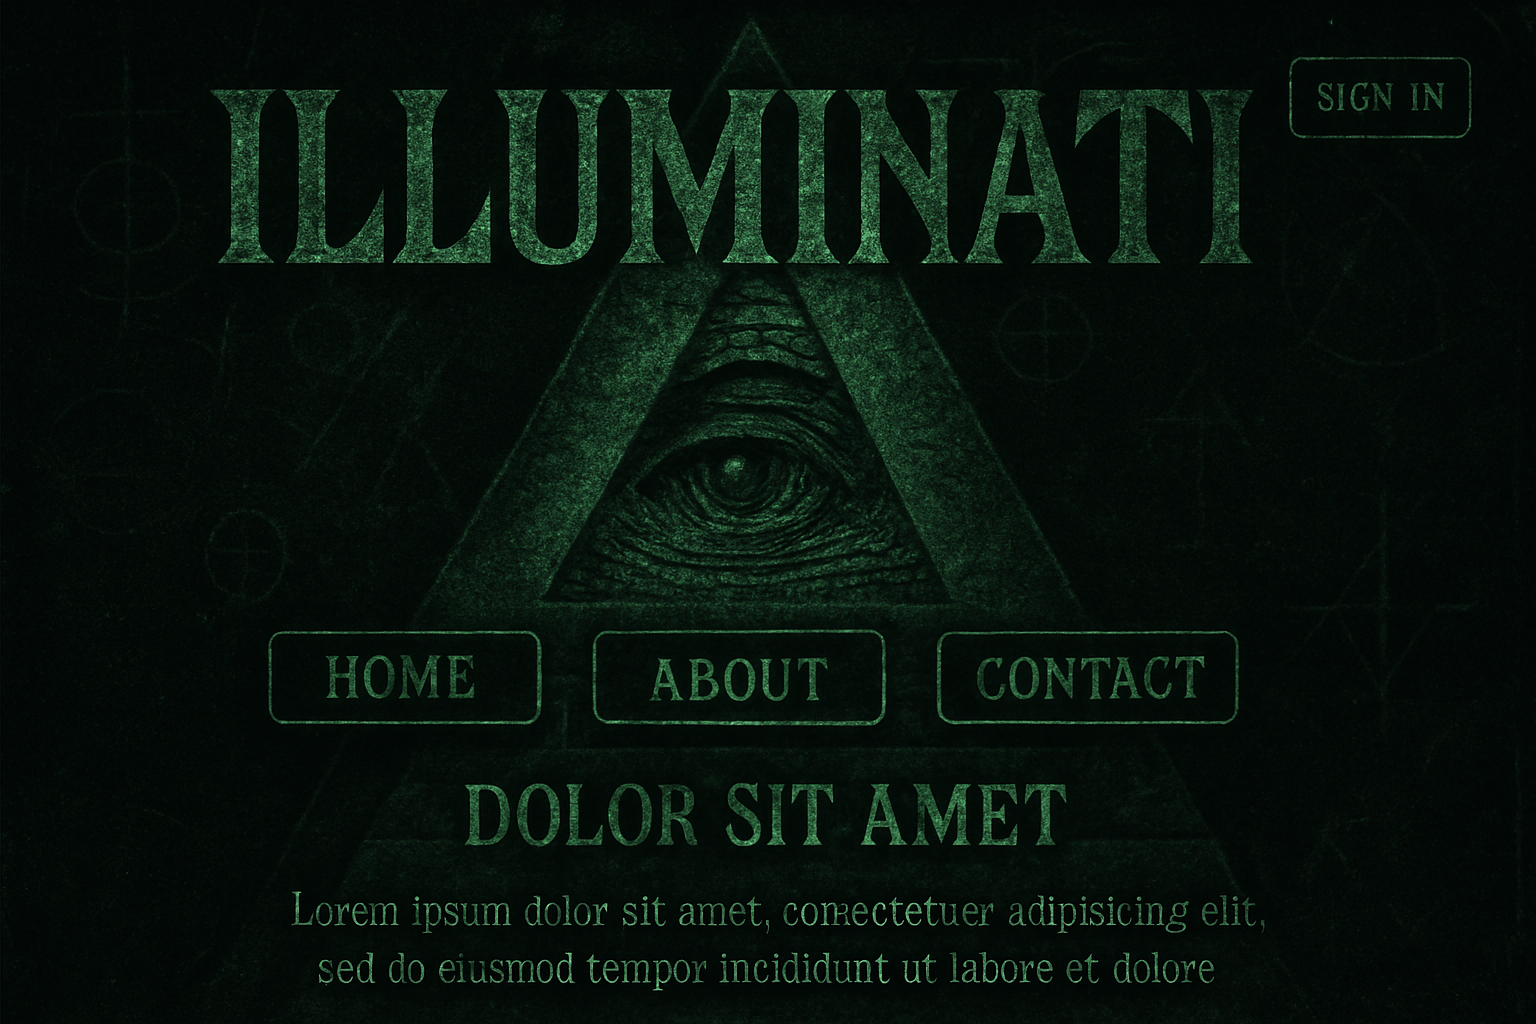 ILLUMINATI
SIGN IN
HOME
ABOUT
CONTACT
DOLOR SIT AMET
Lorem ipsum dolor sit amet, conrectetuer adipisicing elit,
sed do eiusmod tempor incididunt ut labore et dolore